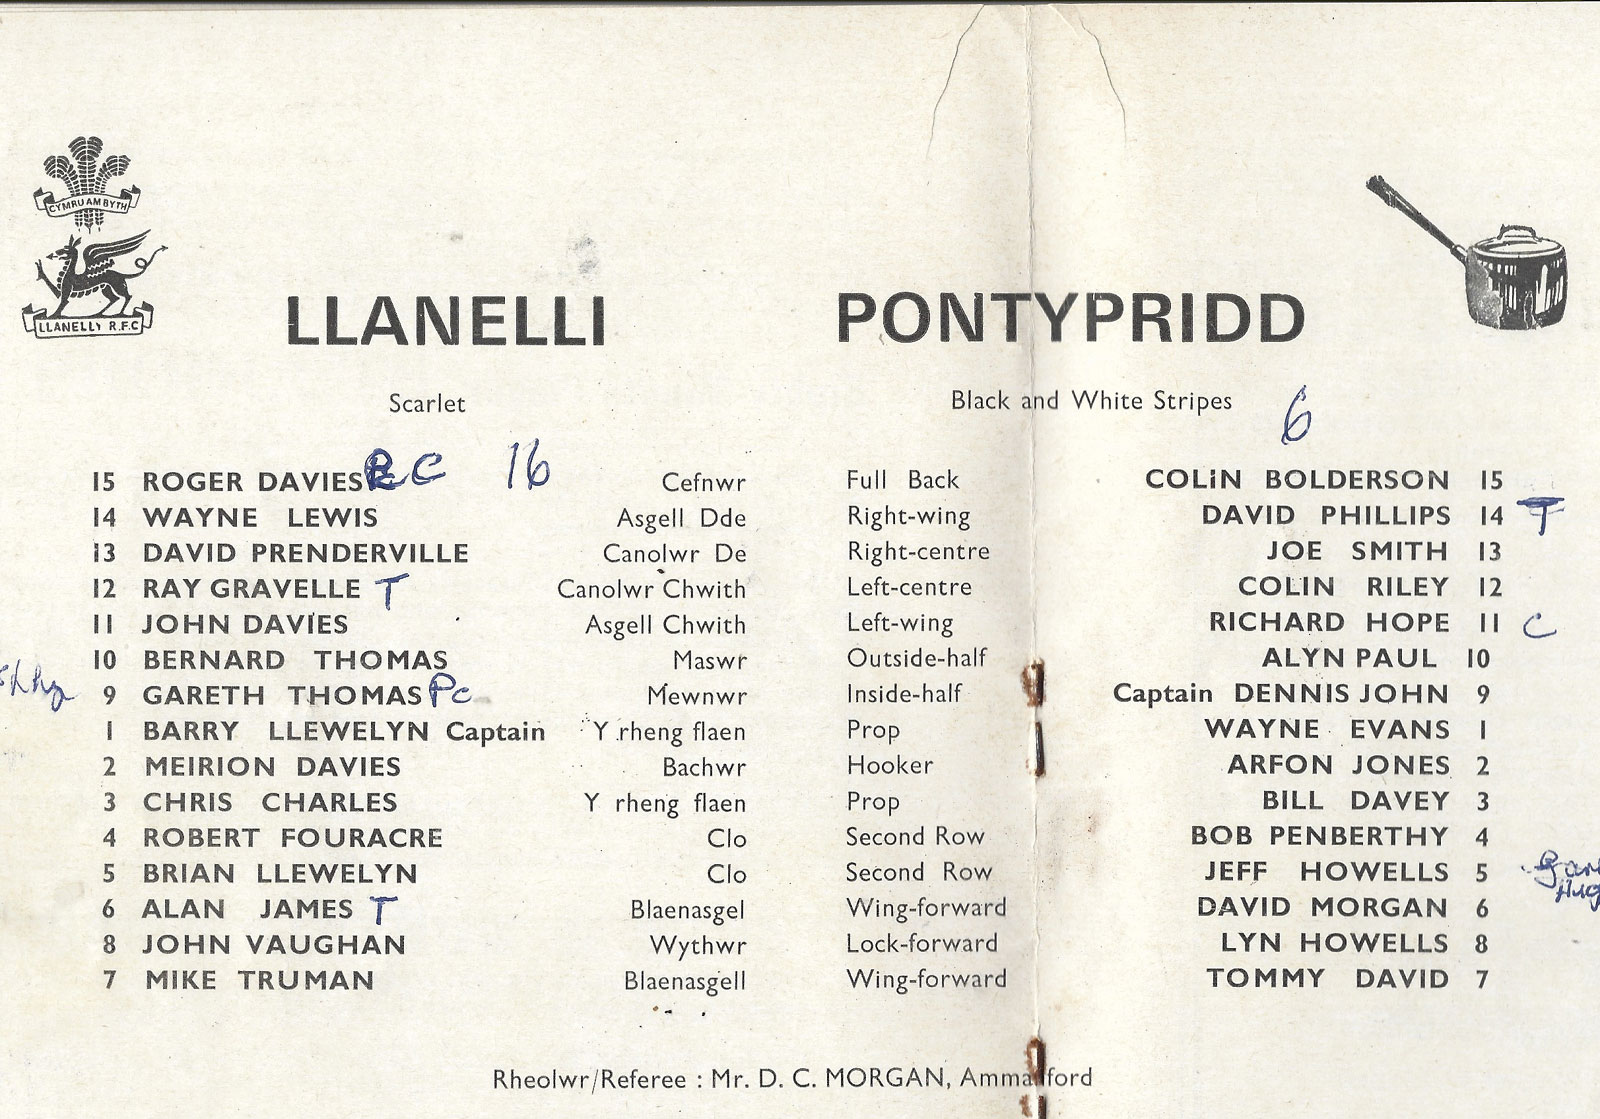 CYMRU AM BYTH
LLANELLY R.F.C
LLANELLI PONTYPRIDD
Scarlet Black and White Stripes 6
15 ROGER DAVIES C 16 Cefnwr Full Back COLIN BOLDERSON 15
14 WAYNE LEWIS Asgell Dde Right-wing DAVID PHILLIPS 14 T
13 DAVID PRENDERVILLE Canolwr De Right-centre JOE SMITH 13
12 RAY GRAVELLE T Canolwr Chwith Left-centre COLIN RILEY 12
11 JOHN DAVIES Asgell Chwith Left-wing RICHARD HOPE 11 C
10 BERNARD THOMAS Maswr Outside-half ALYN PAUL 10
9 GARETH THOMAS Pc Mewnwr Inside-half Captain DENNIS JOHN 9
1 BARRY LLEWELYN Captain Y rheng flaen Prop WAYNE EVANS 1
2 MEIRION DAVIES Bachwr Hooker ARFON JONES 2
3 CHRIS CHARLES Y rheng flaen Prop BILL DAVEY 3
4 ROBERT FOURACRE Clo Second Row BOB PENBERTHY 4
5 BRIAN LLEWELYN Clo Second Row JEFF HOWELLS 5
6 ALAN JAMES T Blaenasgel Wing-forward DAVID MORGAN 6
8 JOHN VAUGHAN Wythwr Lock-forward LYN HOWELLS 8
7 MIKE TRUMAN Blaenasgell Wing-forward TOMMY DAVID 7
Rheolwr/Referee : Mr. D. C. MORGAN, Ammanford